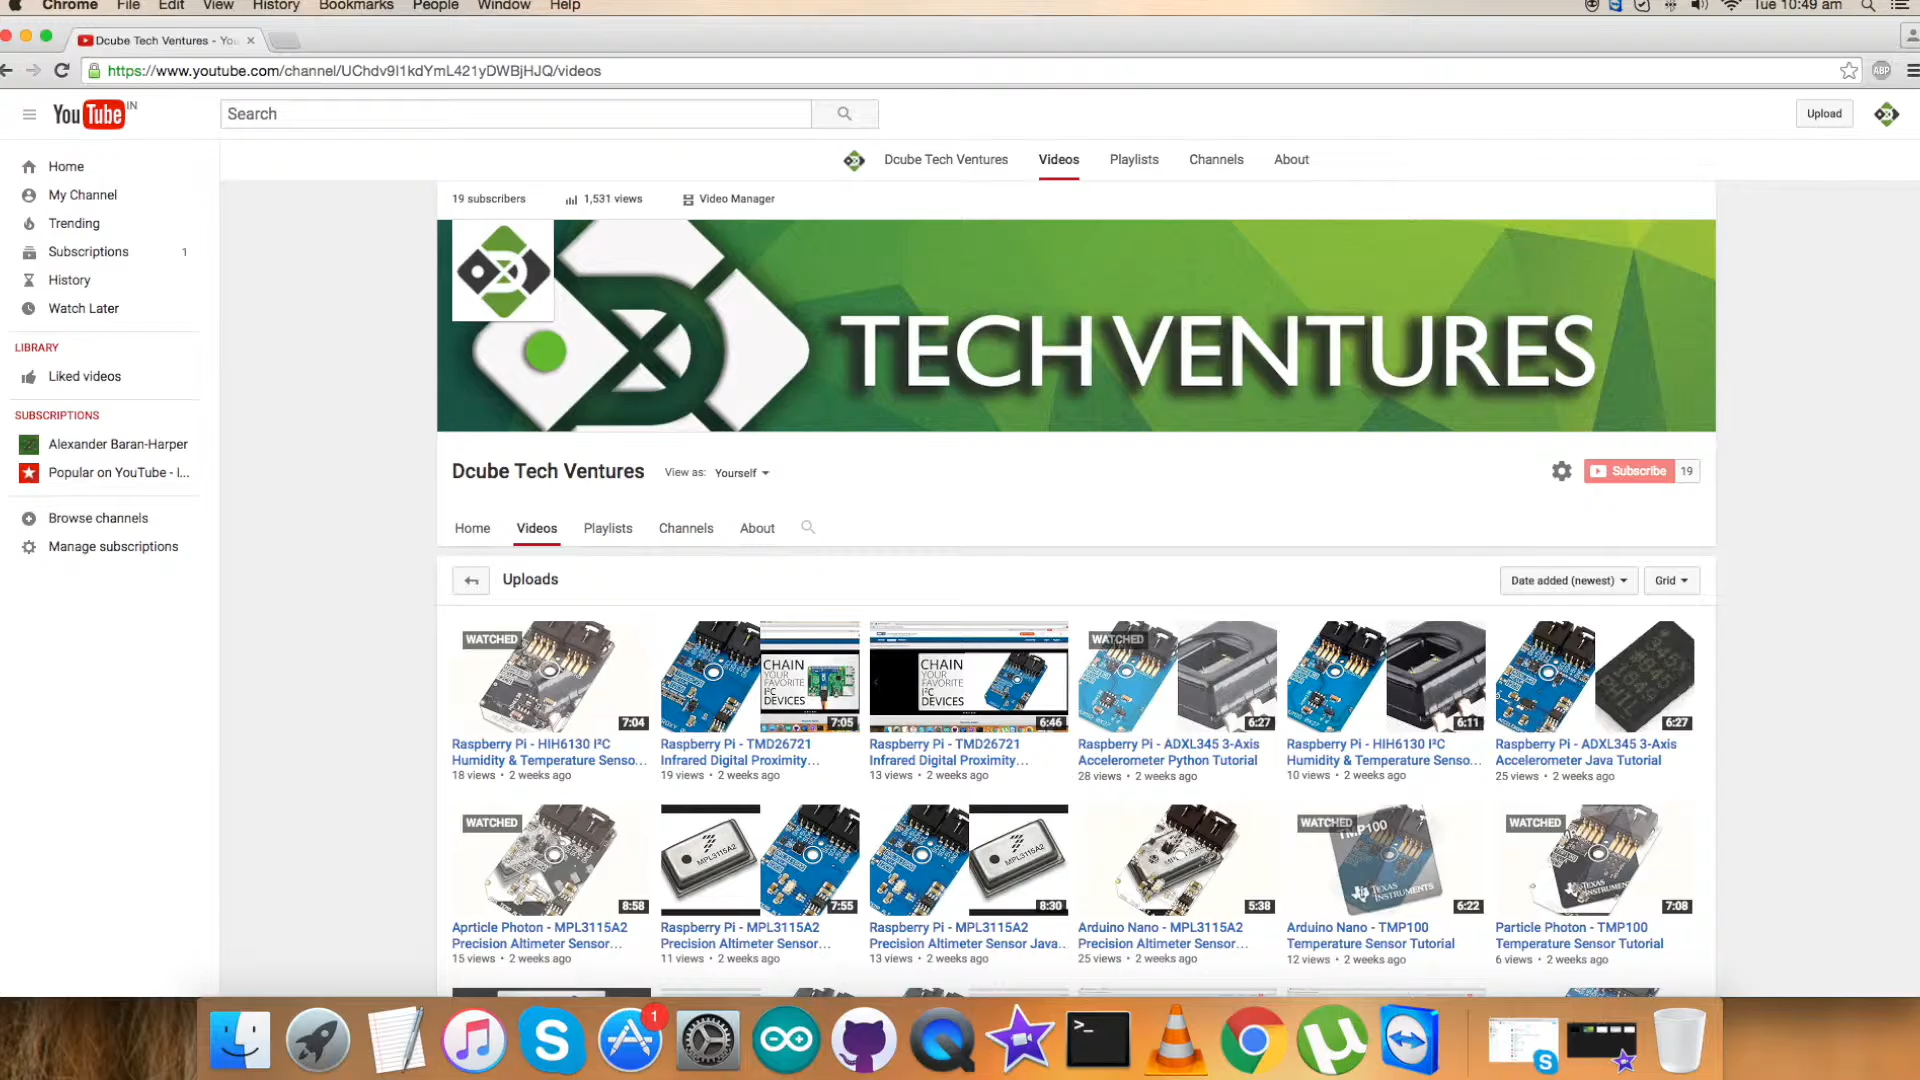 Chrome File Edit View History Bookmarks People Window Help
Tue 10:49 am
Dcube Tech Ventures - You
https://www.youtube.com/channel/UChdv9l1kdYmL421yDWBjHJQ/videos
ABP
YouTube IN
Search
Upload
Home
My Channel
Trending
Subscriptions 1
History
Watch Later
LIBRARY
Liked videos
SUBSCRIPTIONS
Alexander Baran-Harper
Popular on YouTube - I...
Browse channels
Manage subscriptions
Dcube Tech Ventures Videos Playlists Channels About
19 subscribers 1,531 views Video Manager
TECH VENTURES
Dcube Tech Ventures View as: Yourself
Subscribe 19
Home Videos Playlists Channels About
Uploads
Date added (newest) Grid
WATCHED
7:04
Raspberry Pi - HIH6130 I²C
Humidity & Temperature Senso...
18 views • 2 weeks ago
CHAIN
YOUR
FAVORITE
I²C
DEVICES
7:05
Raspberry Pi - TMD26721
Infrared Digital Proximity...
19 views • 2 weeks ago
CHAIN
YOUR
FAVORITE
I²C
DEVICES
6:46
Raspberry Pi - TMD26721
Infrared Digital Proximity...
13 views • 2 weeks ago
WATCHED
6:27
Raspberry Pi - ADXL345 3-Axis
Accelerometer Python Tutorial
28 views • 2 weeks ago
6:11
Raspberry Pi - HIH6130 I²C
Humidity & Temperature Senso...
10 views • 2 weeks ago
6:27
Raspberry Pi - ADXL345 3-Axis
Accelerometer Java Tutorial
25 views • 2 weeks ago
WATCHED
8:58
Aprticle Photon - MPL3115A2
Precision Altimeter Sensor...
15 views • 2 weeks ago
MPL3115A2
7:55
Raspberry Pi - MPL3115A2
Precision Altimeter Sensor...
11 views • 2 weeks ago
MPL3115A2
8:30
Raspberry Pi - MPL3115A2
Precision Altimeter Sensor Java...
13 views • 2 weeks ago
5:38
Arduino Nano - MPL3115A2
Precision Altimeter Sensor...
25 views • 2 weeks ago
WATCHED
TMP100
TEXAS
INSTRUMENTS
6:22
Arduino Nano - TMP100
Temperature Sensor Tutorial
12 views • 2 weeks ago
WATCHED
TEXAS
INSTRUMENTS
7:08
Particle Photon - TMP100
Temperature Sensor Tutorial
6 views • 2 weeks ago
1